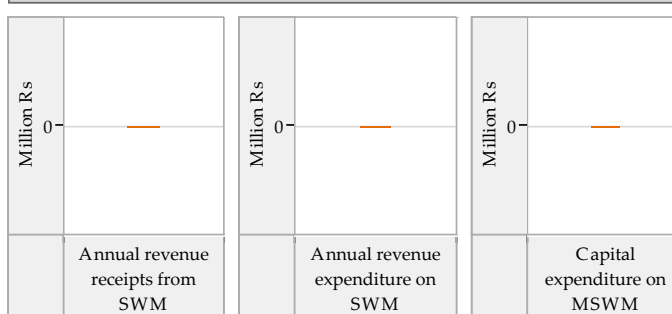 Million Rs
0
Annual revenue
receipts from
SWM
Million Rs
0
Annual revenue
expenditure on
SWM
Million Rs
0
Capital
expenditure on
MSWM